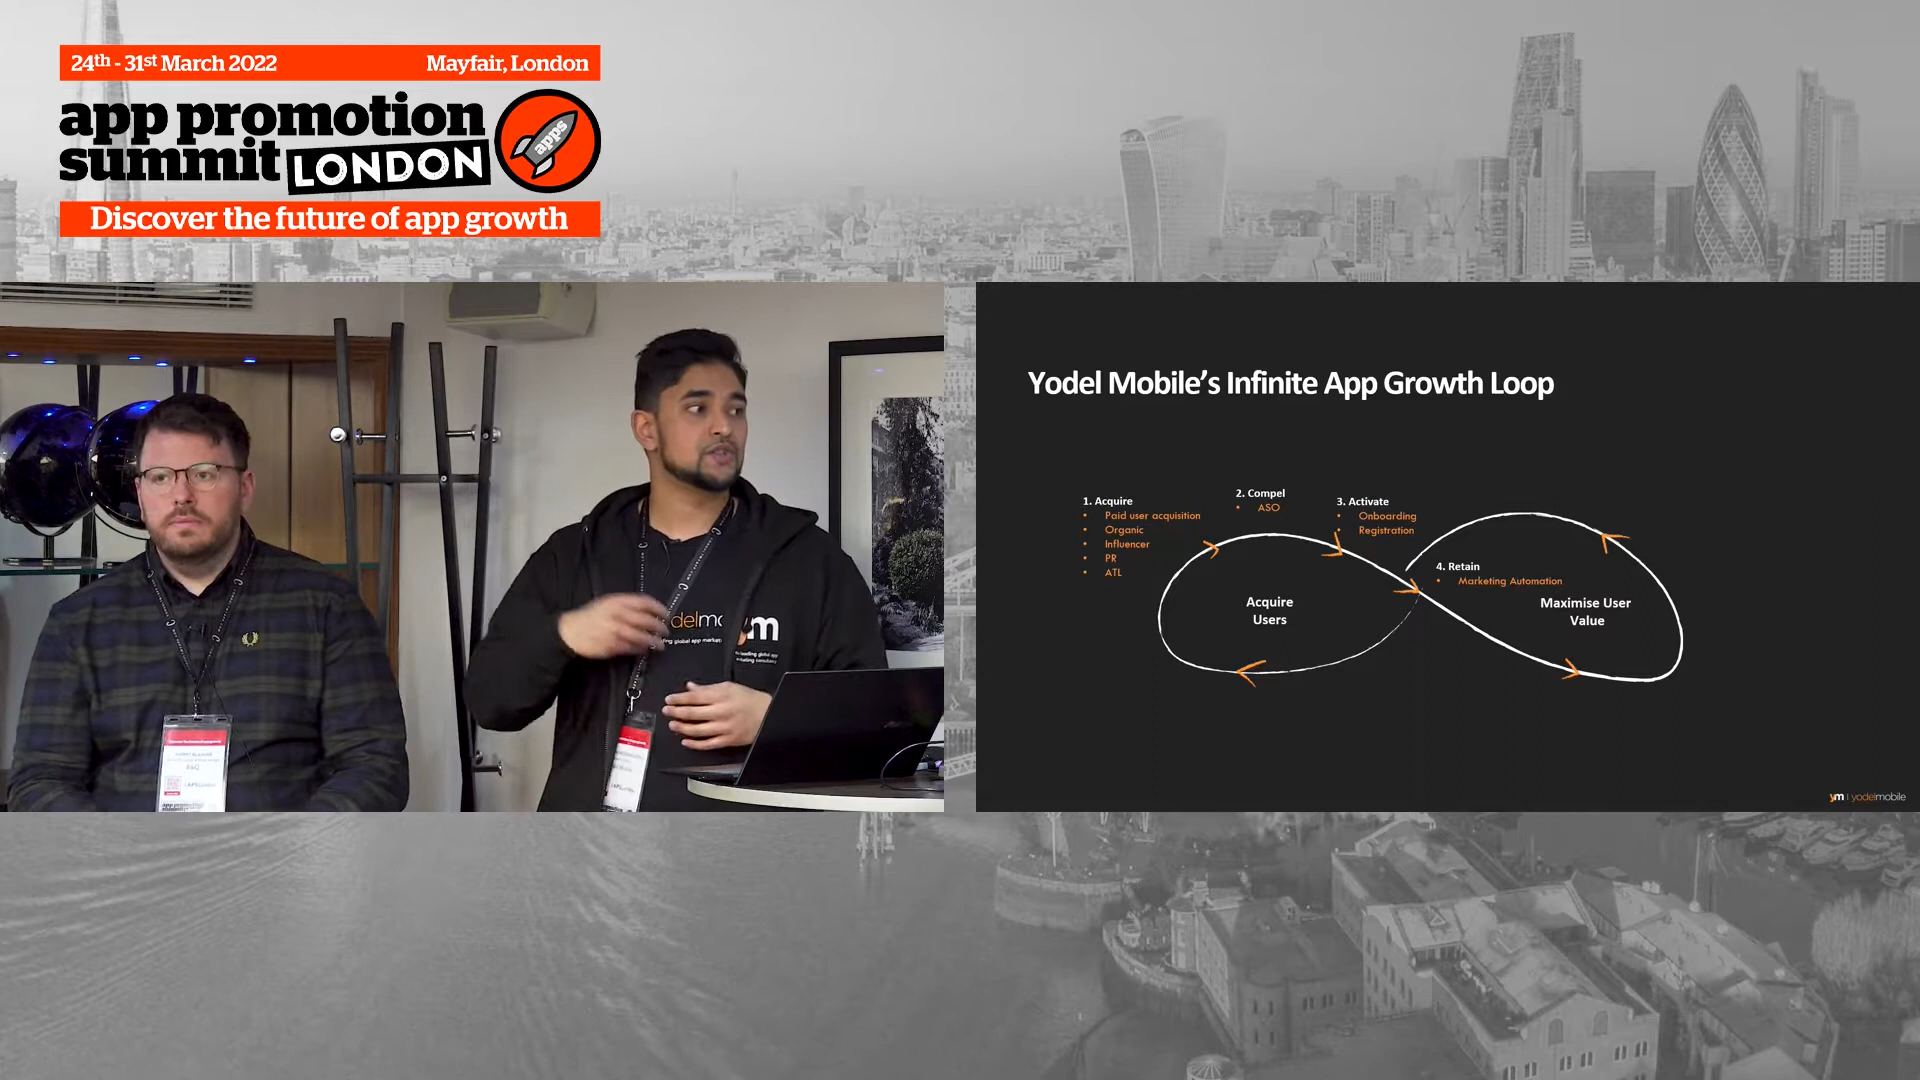 24th - 31st March 2022
Mayfair, London
app promotion
summit LONDON
apps
Discover the future of app growth
Yodel Mobile's Infinite App Growth Loop
1. Acquire
• Paid user acquisition
• Organic
• Influencer
• PR
• ATL
2. Compel
• ASO
3. Activate
• Onboarding
• Registration
4. Retain
• Marketing Automation
Acquire
Users
Maximise User
Value
ym | yodelmobile
delmo
ym
B&Q